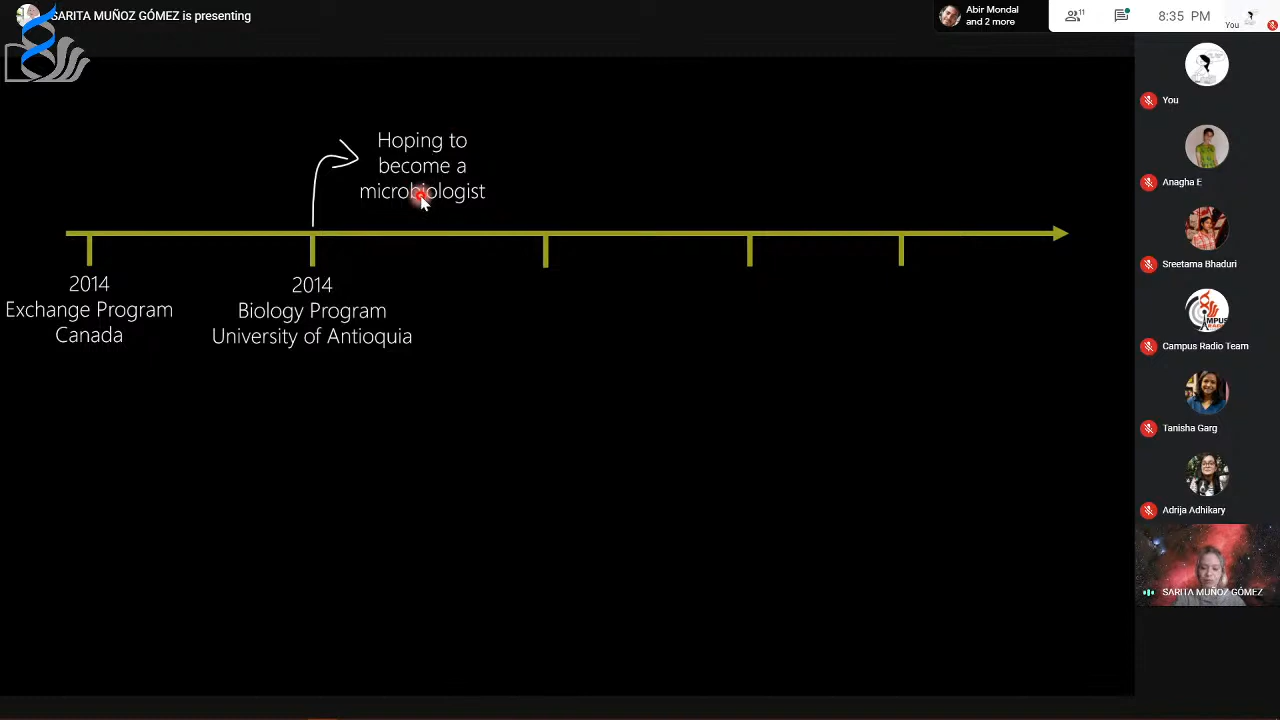 SARITA MUÑOZ GÓMEZ is presenting
Abir Mondal
and 2 more
11
8:35 PM
You
You
Anagha E
Sreetama Bhaduri
MPUS
Campus Radio Team
Tanisha Garg
Adrija Adhikary
SARITA MUÑOZ GÓMEZ
Hoping to
become a
microbiologist
2014
Exchange Program
Canada
2014
Biology Program
University of Antioquia